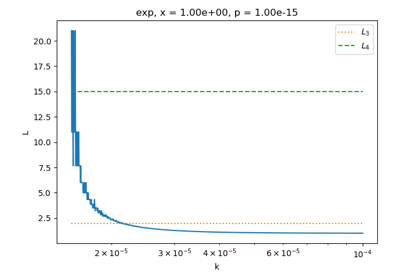 exp, x = 1.00e+00, p = 1.00e-15
L₃
L₄
20.0
17.5
15.0
12.5
10.0
7.5
5.0
2.5
L
2 × 10⁻⁵
3 × 10⁻⁵
4 × 10⁻⁵
6 × 10⁻⁵
10⁻⁴
k